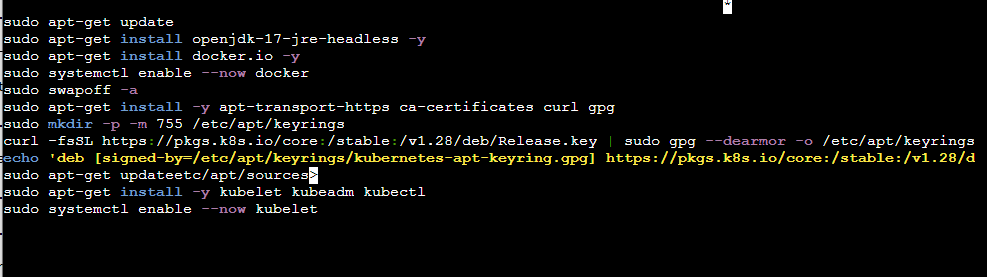 *
sudo apt-get update
sudo apt-get install openjdk-17-jre-headless -y
sudo apt-get install docker.io -y
sudo systemctl enable --now docker
sudo swapoff -a
sudo apt-get install -y apt-transport-https ca-certificates curl gpg
sudo mkdir -p -m 755 /etc/apt/keyrings
curl -fsSL https://pkgs.k8s.io/core:/stable:/v1.28/deb/Release.key | sudo gpg --dearmor -o /etc/apt/keyrings
echo 'deb [signed-by=/etc/apt/keyrings/kubernetes-apt-keyring.gpg] https://pkgs.k8s.io/core:/stable:/v1.28/d
sudo apt-get updateetc/apt/sources>
sudo apt-get install -y kubelet kubeadm kubectl
sudo systemctl enable --now kubelet